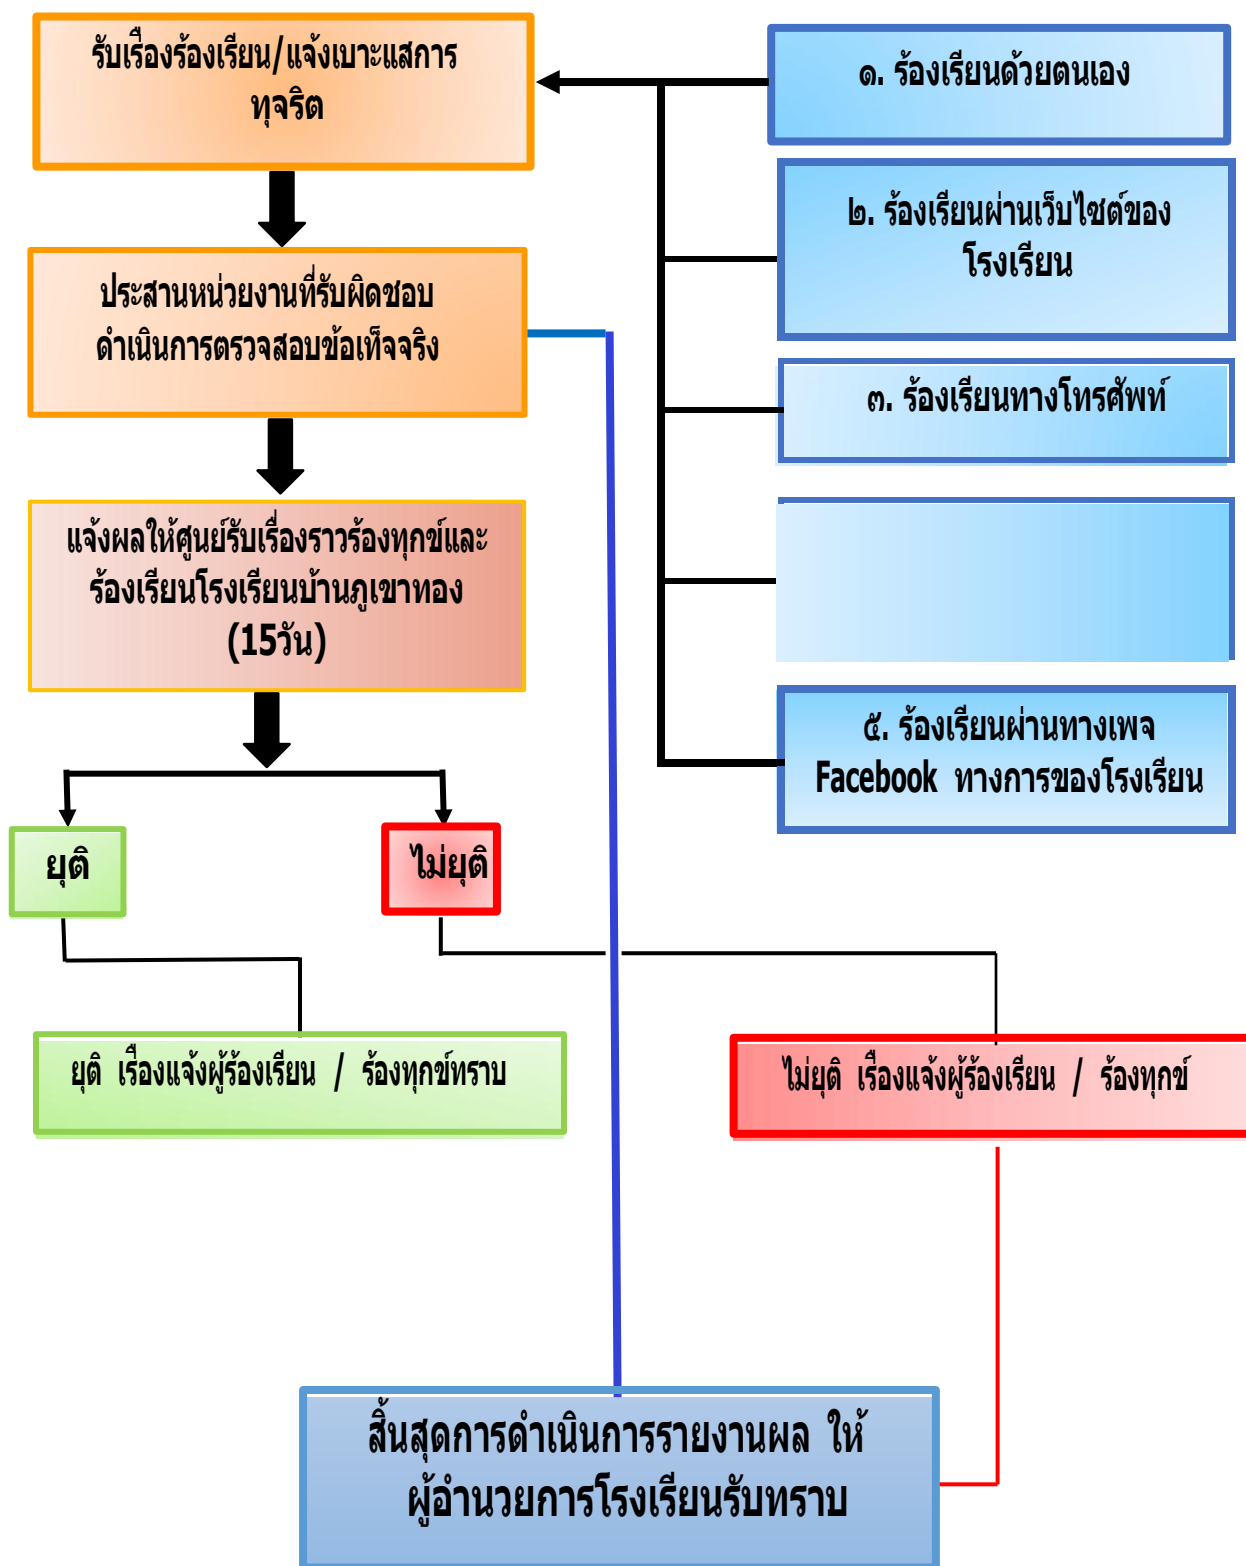 รับเรื่องร้องเรียน/แจ้งเบาะแสการ
ทุจริต
ประสานหน่วยงานที่รับผิดชอบ
ดำเนินการตรวจสอบข้อเท็จจริง
แจ้งผลให้ศูนย์รับเรื่องราวร้องทุกข์และ
ร้องเรียนโรงเรียนบ้านภูเขาทอง
(15วัน)
ยุติ
ไม่ยุติ
ยุติ เรื่องแจ้งผู้ร้องเรียน / ร้องทุกข์ทราบ
ไม่ยุติ เรื่องแจ้งผู้ร้องเรียน / ร้องทุกข์
๑. ร้องเรียนด้วยตนเอง
๒. ร้องเรียนผ่านเว็บไซต์ของ
โรงเรียน
๓. ร้องเรียนทางโทรศัพท์
๕. ร้องเรียนผ่านทางเพจ
Facebook ทางการของโรงเรียน
สิ้นสุดการดำเนินการรายงานผล ให้
ผู้อำนวยการโรงเรียนรับทราบ